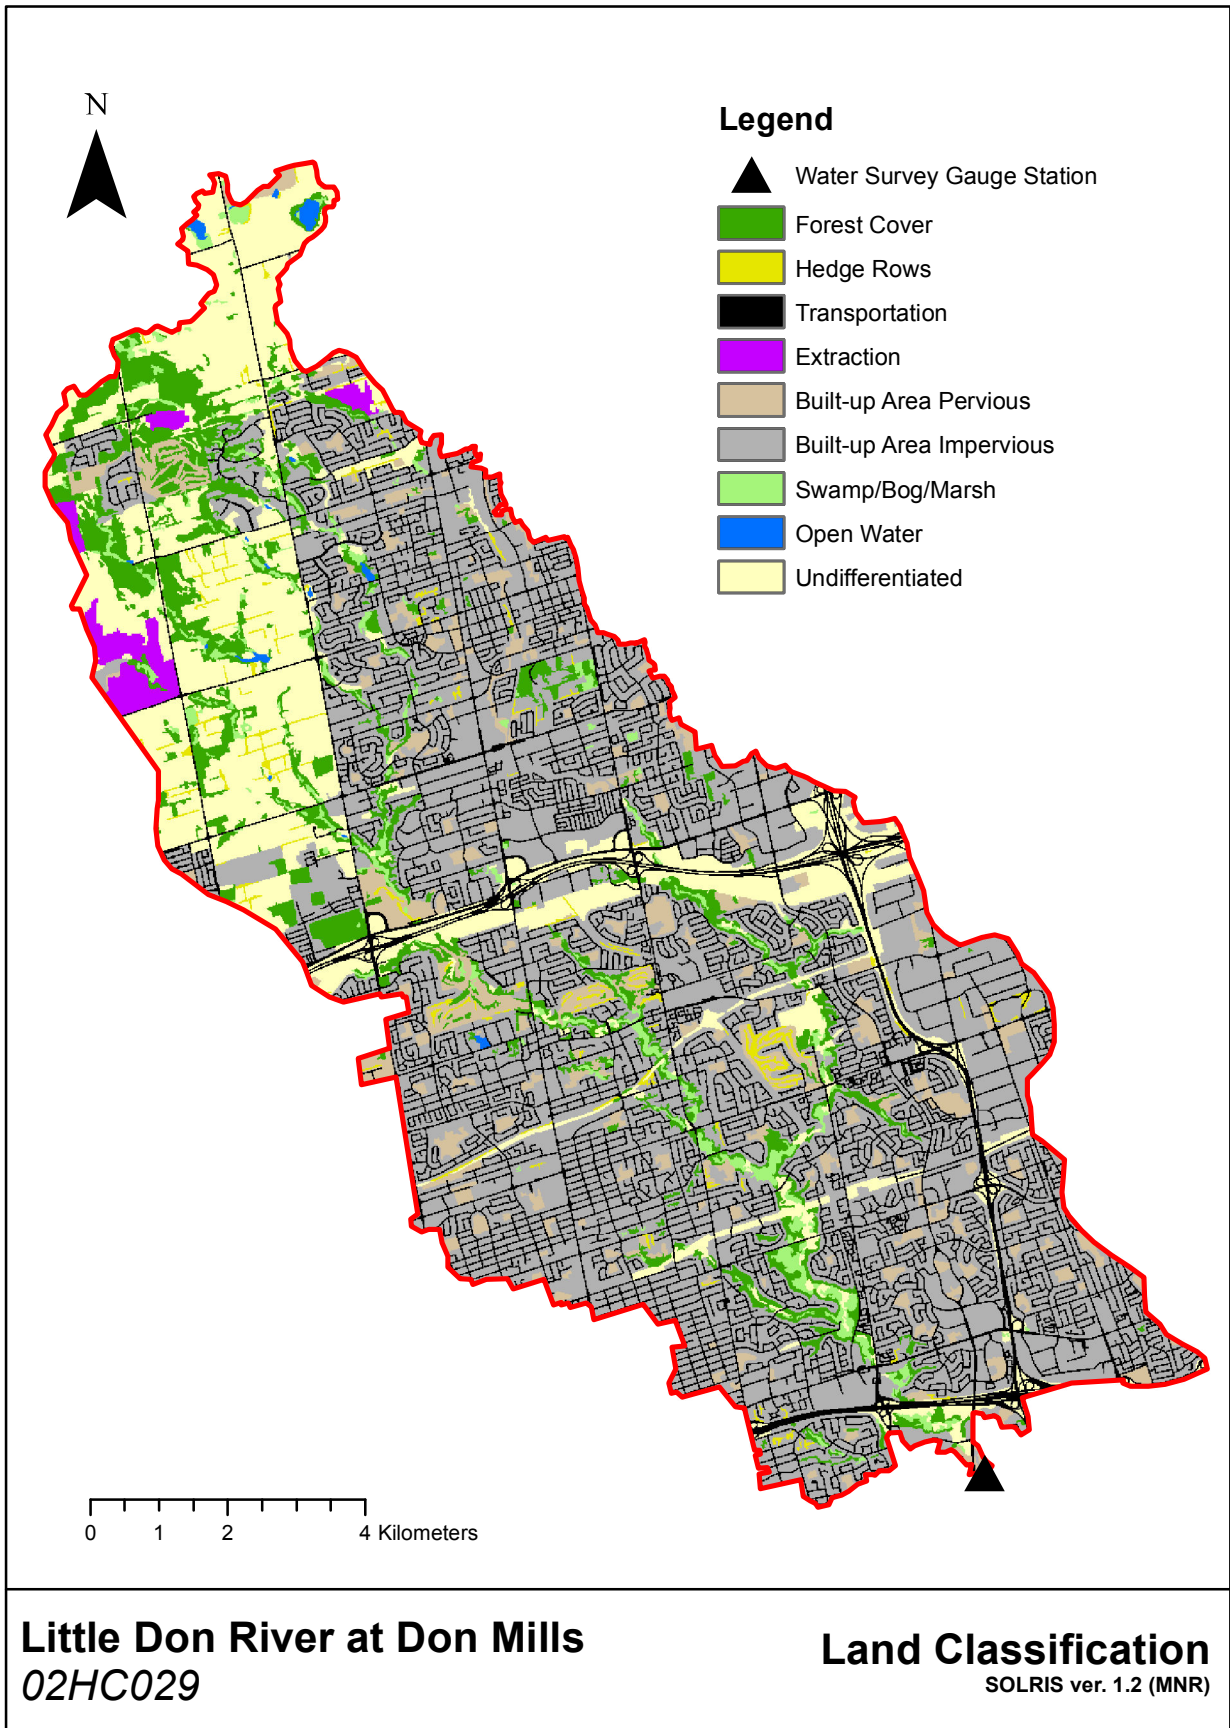 N
Legend
Water Survey Gauge Station
Forest Cover
Hedge Rows
Transportation
Extraction
Built-up Area Pervious
Built-up Area Impervious
Swamp/Bog/Marsh
Open Water
Undifferentiated
0 1 2 4 Kilometers
Little Don River at Don Mills
02HC029
Land Classification
SOLRIS ver. 1.2 (MNR)